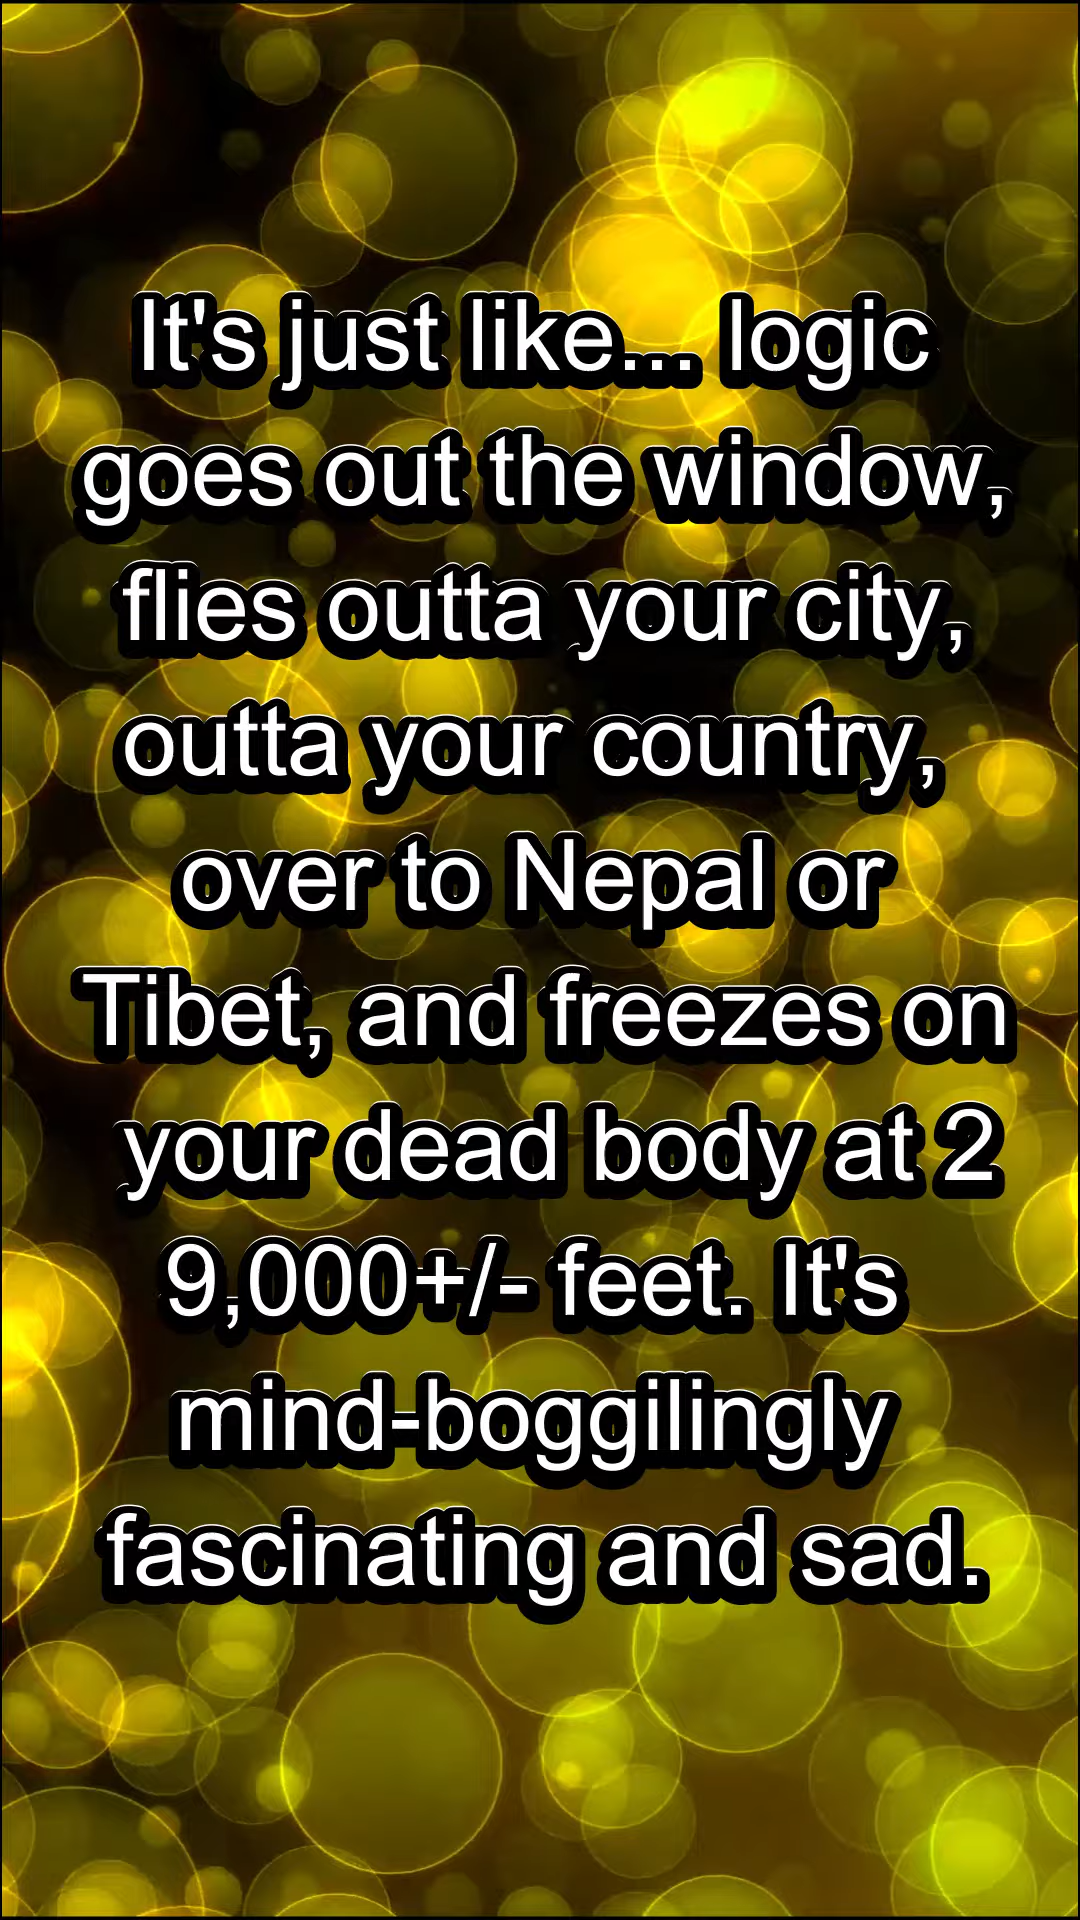 It's just like... logic
goes out the window,
flies outta your city,
outta your country,
over to Nepal or
Tibet, and freezes on
your dead body at 2
9,000+/- feet. It's
mind-boggilingly
fascinating and sad.